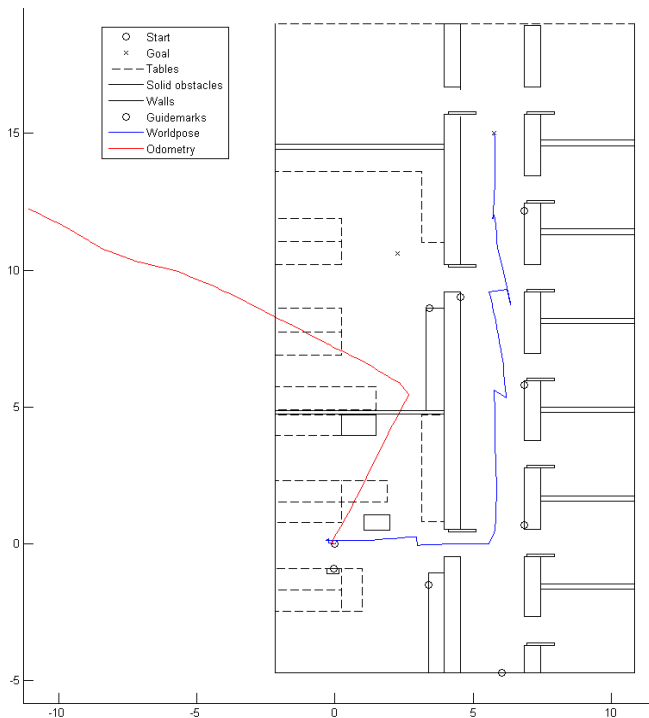 Start
Goal
Tables
Solid obstacles
Walls
Guidemarks
Worldpose
Odometry
15
10
5
0
-5
-10
-5
0
5
10